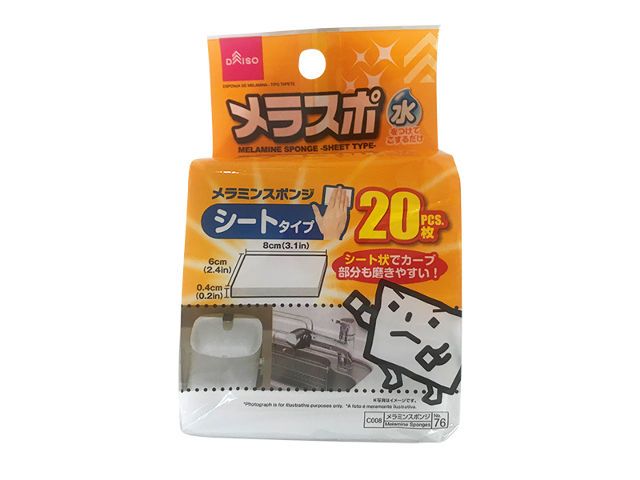 DAISO
ESPONJA DE MELAMINA - TIPO TAPETE
メラスポ
水
をつけて
こするだけ
MELAMINE SPONGE -SHEET TYPE-
メラミンスポンジ
シートタイプ
20 PCS.
枚
8cm(3.1in)
6cm
(2.4in)
0.4cm
(0.2in)
シート状でカーブ
部分も磨きやすい!
※写真はイメージです。
*Photograph is for illustrative purposes only. *A foto é meramente ilustrativa.
C008 メラミンスポンジ No.
Melamine Sponges 76